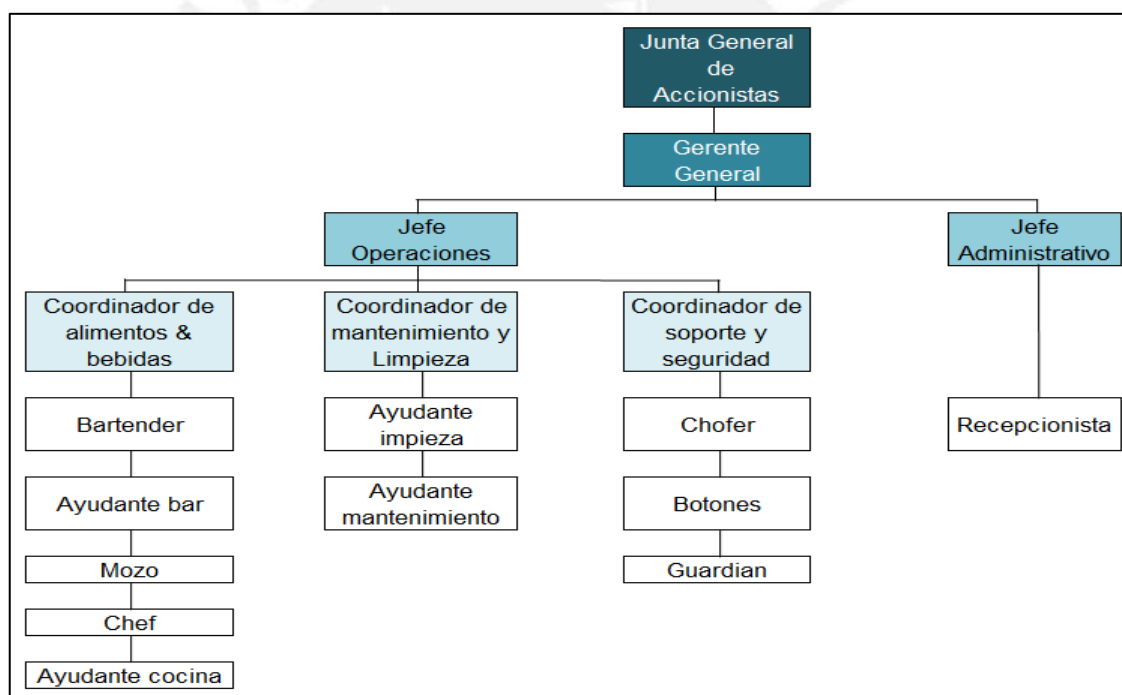 Junta General
de
Accionistas
Gerente
General
Jefe
Operaciones
Jefe
Administrativo
Coordinador de
alimentos &
bebidas
Coordinador de
mantenimiento y
Limpieza
Coordinador de
soporte y
seguridad
Bartender
Ayudante
impieza
Chofer
Recepcionista
Ayudante bar
Ayudante
mantenimiento
Botones
Mozo
Guardian
Chef
Ayudante cocina